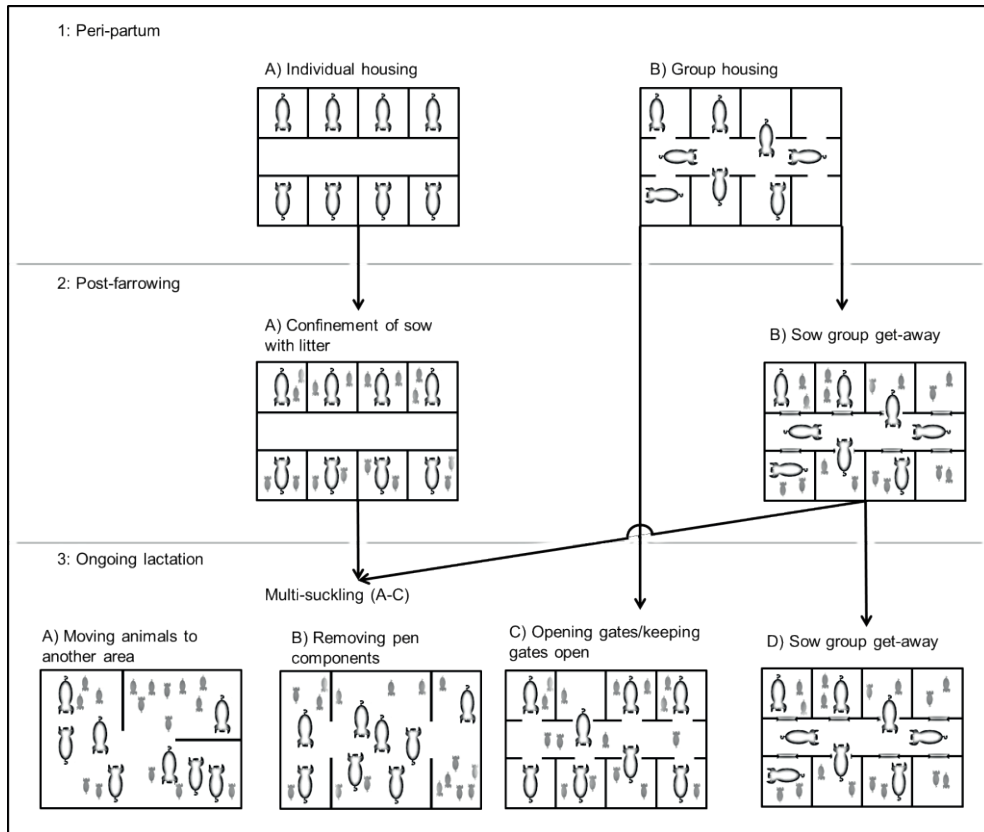 1: Peri-partum
A) Individual housing
B) Group housing
2: Post-farrowing
A) Confinement of sow
with litter
B) Sow group get-away
3: Ongoing lactation
Multi-suckling (A-C)
A) Moving animals to
another area
B) Removing pen
components
C) Opening gates/keeping
gates open
D) Sow group get-away